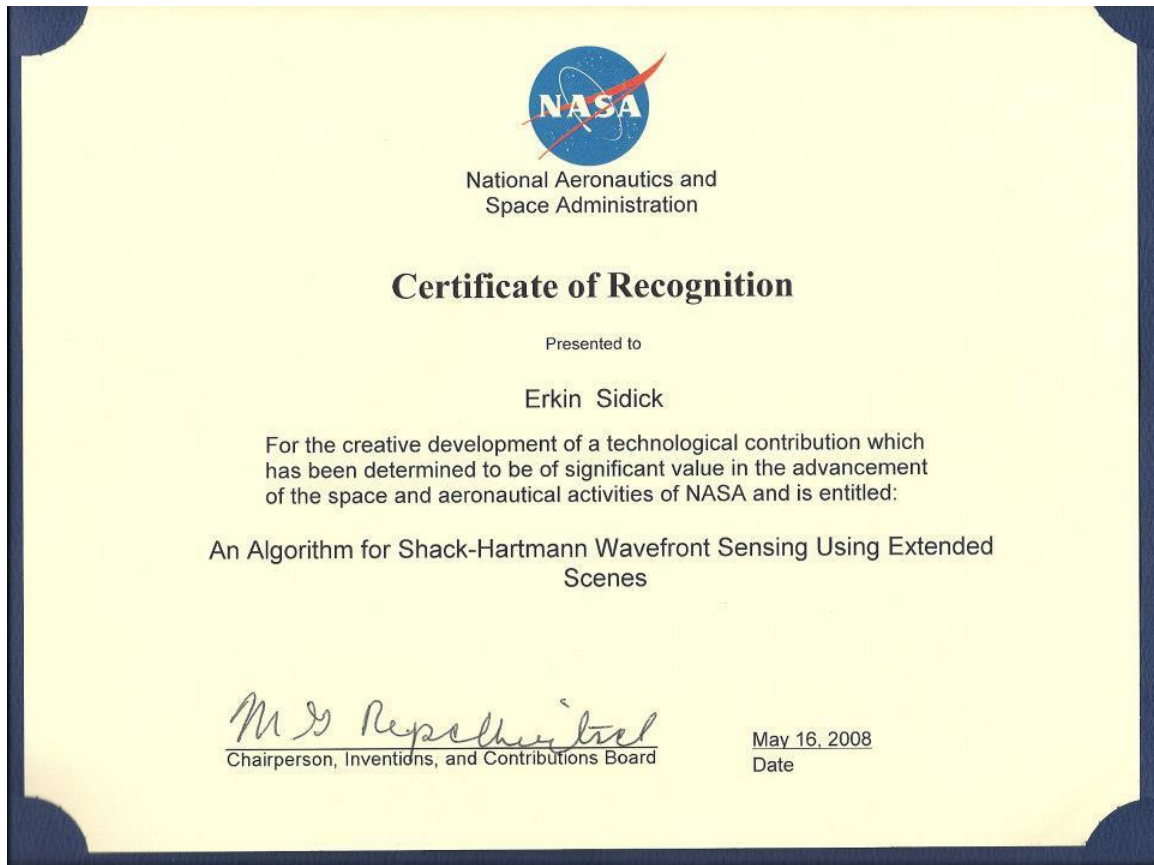 NASA
National Aeronautics and
Space Administration
Certificate of Recognition
Presented to
Erkin Sidick
For the creative development of a technological contribution which
has been determined to be of significant value in the advancement
of the space and aeronautical activities of NASA and is entitled:
An Algorithm for Shack-Hartmann Wavefront Sensing Using Extended
Scenes
Chairperson, Inventions, and Contributions Board
May 16, 2008
Date